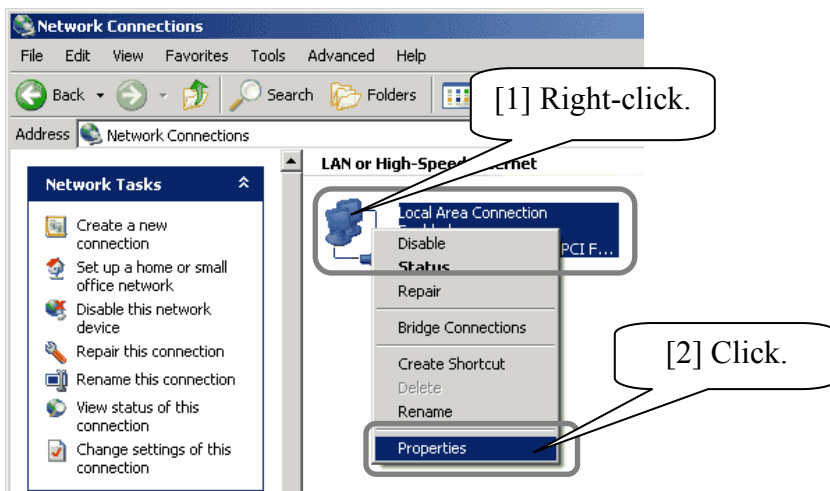 Network Connections
File Edit View Favorites Tools Advanced Help
Back Search Folders
[1] Right-click.
Address Network Connections
Network Tasks
Create a new
connection
Set up a home or small
office network
Disable this network
device
Repair this connection
Rename this connection
View status of this
connection
Change settings of this
connection
LAN or High-Speed
Local Area Connection
PCI F...
Disable
Status
Repair
Bridge Connections
Create Shortcut
Delete
Rename
Properties
[2] Click.